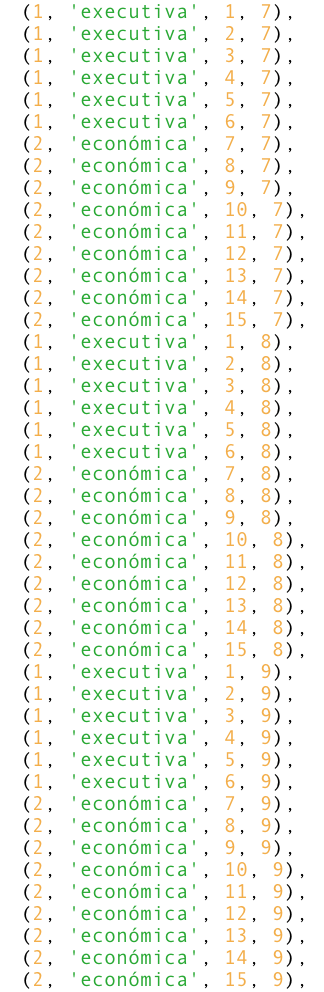 (1, 'executiva', 1, 7),
(1, 'executiva', 2, 7),
(1, 'executiva', 3, 7),
(1, 'executiva', 4, 7),
(1, 'executiva', 5, 7),
(1, 'executiva', 6, 7),
(2, 'económica', 7, 7),
(2, 'económica', 8, 7),
(2, 'económica', 9, 7),
(2, 'económica', 10, 7),
(2, 'económica', 11, 7),
(2, 'económica', 12, 7),
(2, 'económica', 13, 7),
(2, 'económica', 14, 7),
(2, 'económica', 15, 7),
(1, 'executiva', 1, 8),
(1, 'executiva', 2, 8),
(1, 'executiva', 3, 8),
(1, 'executiva', 4, 8),
(1, 'executiva', 5, 8),
(1, 'executiva', 6, 8),
(2, 'económica', 7, 8),
(2, 'económica', 8, 8),
(2, 'económica', 9, 8),
(2, 'económica', 10, 8),
(2, 'económica', 11, 8),
(2, 'económica', 12, 8),
(2, 'económica', 13, 8),
(2, 'económica', 14, 8),
(2, 'económica', 15, 8),
(1, 'executiva', 1, 9),
(1, 'executiva', 2, 9),
(1, 'executiva', 3, 9),
(1, 'executiva', 4, 9),
(1, 'executiva', 5, 9),
(1, 'executiva', 6, 9),
(2, 'económica', 7, 9),
(2, 'económica', 8, 9),
(2, 'económica', 9, 9),
(2, 'económica', 10, 9),
(2, 'económica', 11, 9),
(2, 'económica', 12, 9),
(2, 'económica', 13, 9),
(2, 'económica', 14, 9),
(2, 'económica', 15, 9),